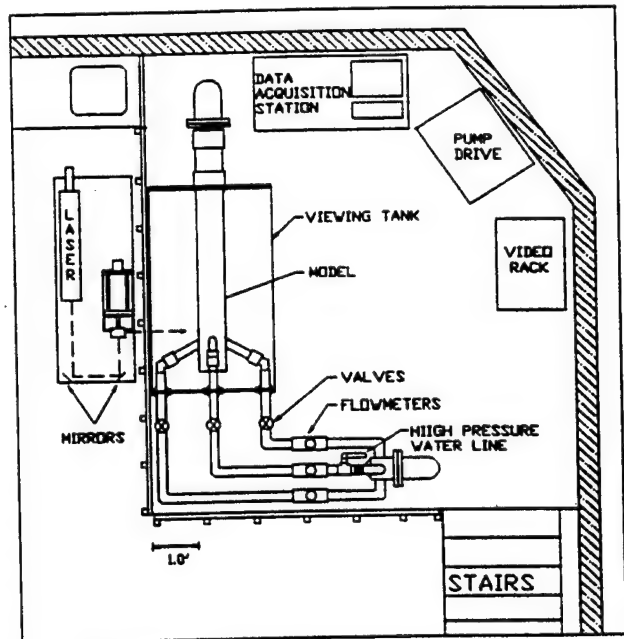 DATA
ACQUISITION
STATION
PUMP
DRIVE
LASER
VIEWING TANK
VIDEO
RACK
MODEL
VALVES
FLOWMETERS
MIRRORS
HIIGH PRESSURE
WATER LINE
1.0'
STAIRS